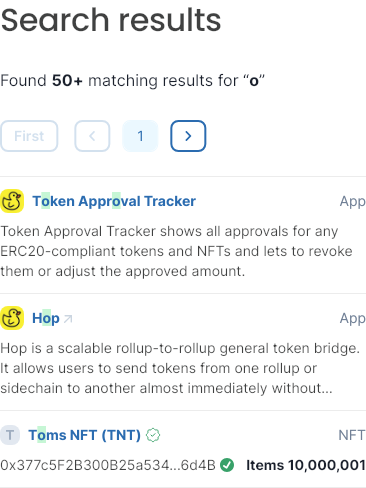 Search results
Found 50+ matching results for “o”
First
1
Token Approval Tracker App
Token Approval Tracker shows all approvals for any
ERC20-compliant tokens and NFTs and lets to revoke
them or adjust the approved amount.
Hop App
Hop is a scalable rollup-to-rollup general token bridge.
It allows users to send tokens from one rollup or
sidechain to another almost immediately without...
T Toms NFT (TNT) NFT
0x377c5F2B300B25a534...6d4B Items 10,000,001